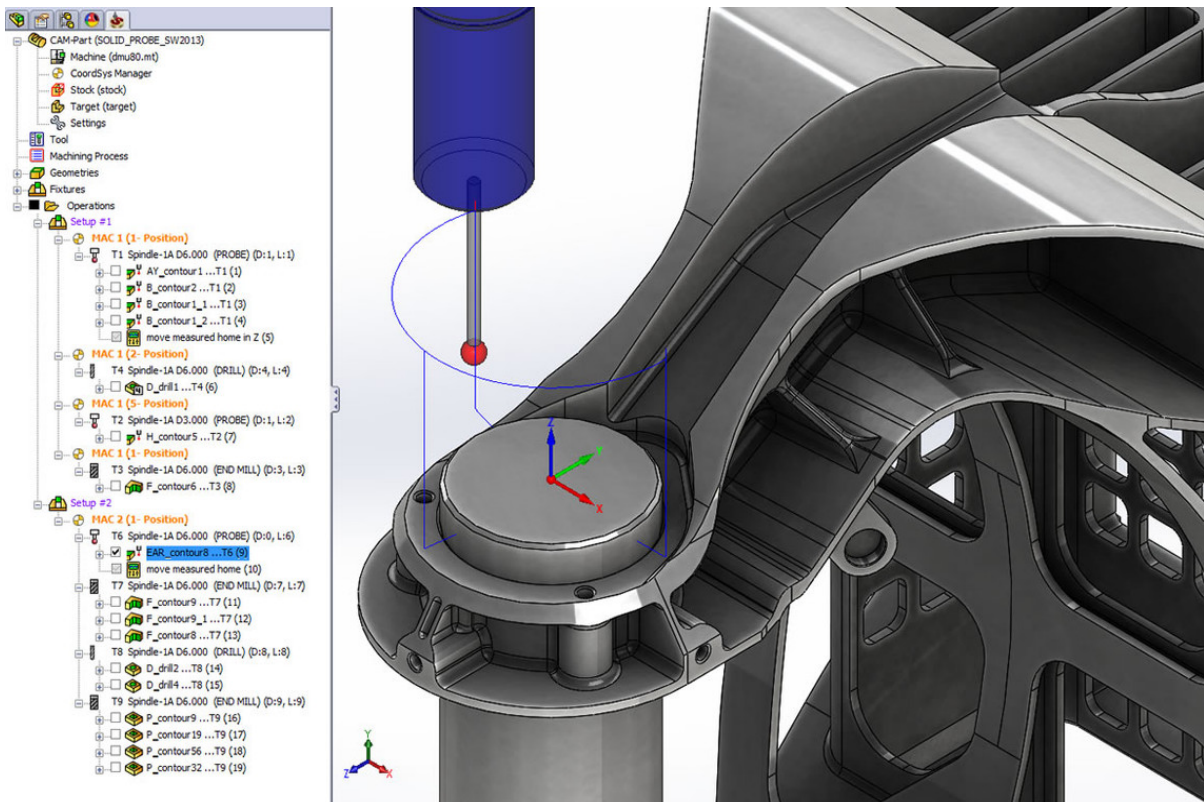 CAM-Part (SOLID_PROBE_SW2013)
Machine (dmu80.mt)
CoordSys Manager
Stock (stock)
Target (target)
Settings
Tool
Machining Process
Geometries
Fixtures
Operations
Setup #1
MAC 1 (1- Position)
T1 Spindle-1A D6.000 (PROBE) (D:1, L:1)
AY_contour1 ...T1 (1)
B_contour2 ...T1 (2)
B_contour1_1 ...T1 (3)
B_contour1_2 ...T1 (4)
move measured home in Z (5)
MAC 1 (2- Position)
T4 Spindle-1A D6.000 (DRILL) (D:4, L:4)
D_drill1 ...T4 (6)
MAC 1 (5- Position)
T2 Spindle-1A D3.000 (PROBE) (D:1, L:2)
H_contour5 ...T2 (7)
MAC 1 (1- Position)
T3 Spindle-1A D6.000 (END MILL) (D:3, L:3)
F_contour6 ...T3 (8)
Setup #2
MAC 2 (1- Position)
T6 Spindle-1A D6.000 (PROBE) (D:0, L:6)
EAR_contour8 ...T6 (9)
move measured home (10)
T7 Spindle-1A D6.000 (END MILL) (D:7, L:7)
F_contour9 ...T7 (11)
F_contour9_1 ...T7 (12)
F_contour8 ...T7 (13)
T8 Spindle-1A D6.000 (DRILL) (D:8, L:8)
D_drill2 ...T8 (14)
D_drill4 ...T8 (15)
T9 Spindle-1A D6.000 (END MILL) (D:9, L:9)
P_contour9 ...T9 (16)
P_contour19 ...T9 (17)
P_contour56 ...T9 (18)
P_contour32 ...T9 (19)
Z
Y
X
Y
Z
X